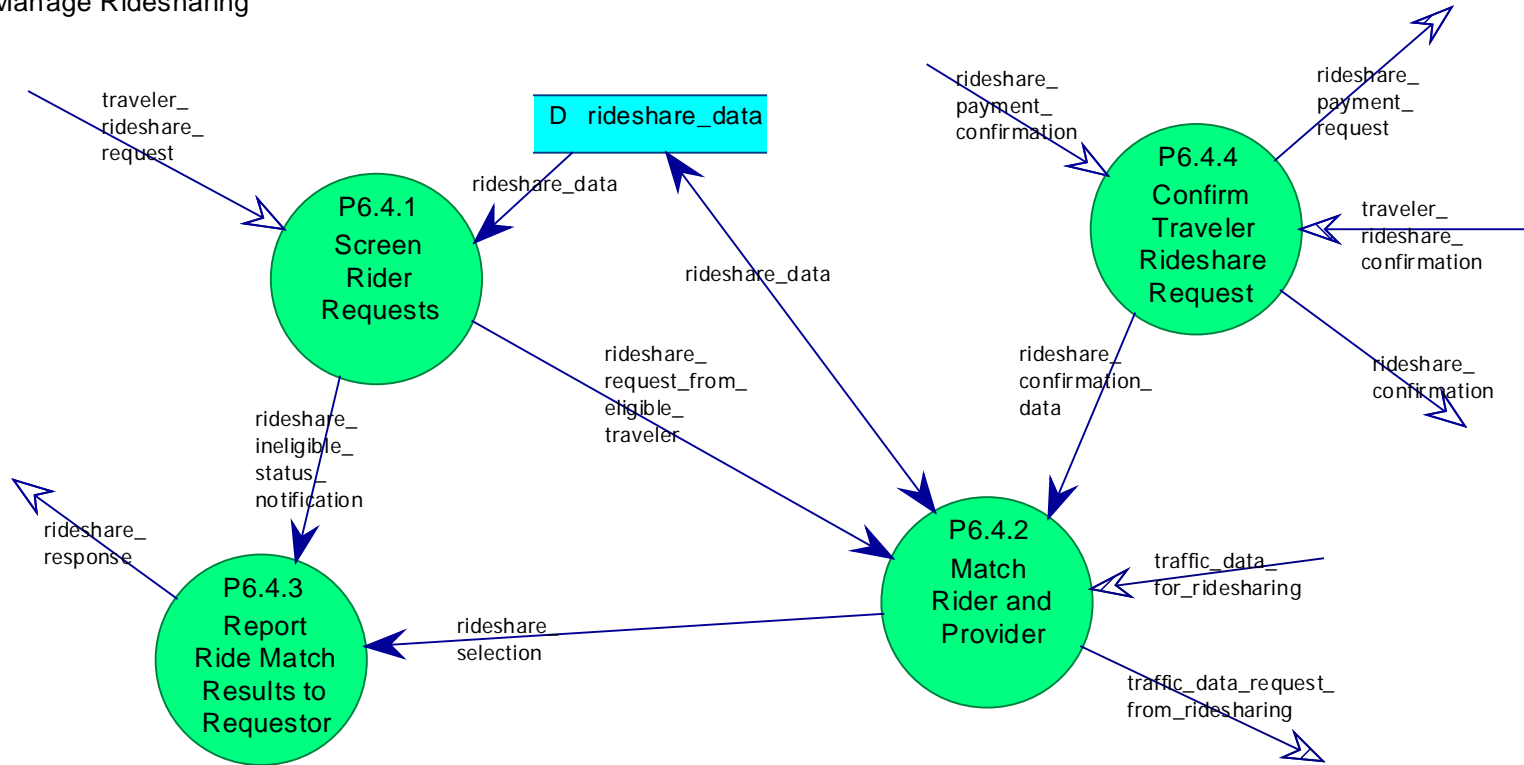 Manage Ridesharing
traveler_
rideshare_
request
D rideshare_data
rideshare_
payment_
confirmation
rideshare_
payment_
request
P6.4.1
Screen
Rider
Requests
rideshare_data
rideshare_data
P6.4.4
Confirm
Traveler
Rideshare
Request
traveler_
rideshare_
confirmation
rideshare_
request_from_
eligible_
traveler
rideshare_
confirmation_
data
rideshare_
confirmation
rideshare_
ineligible_
status_
notification
rideshare_
response
P6.4.3
Report
Ride Match
Results to
Requestor
rideshare_
selection
P6.4.2
Match
Rider and
Provider
traffic_data_
for_ridesharing
traffic_data_request_
from_ridesharing